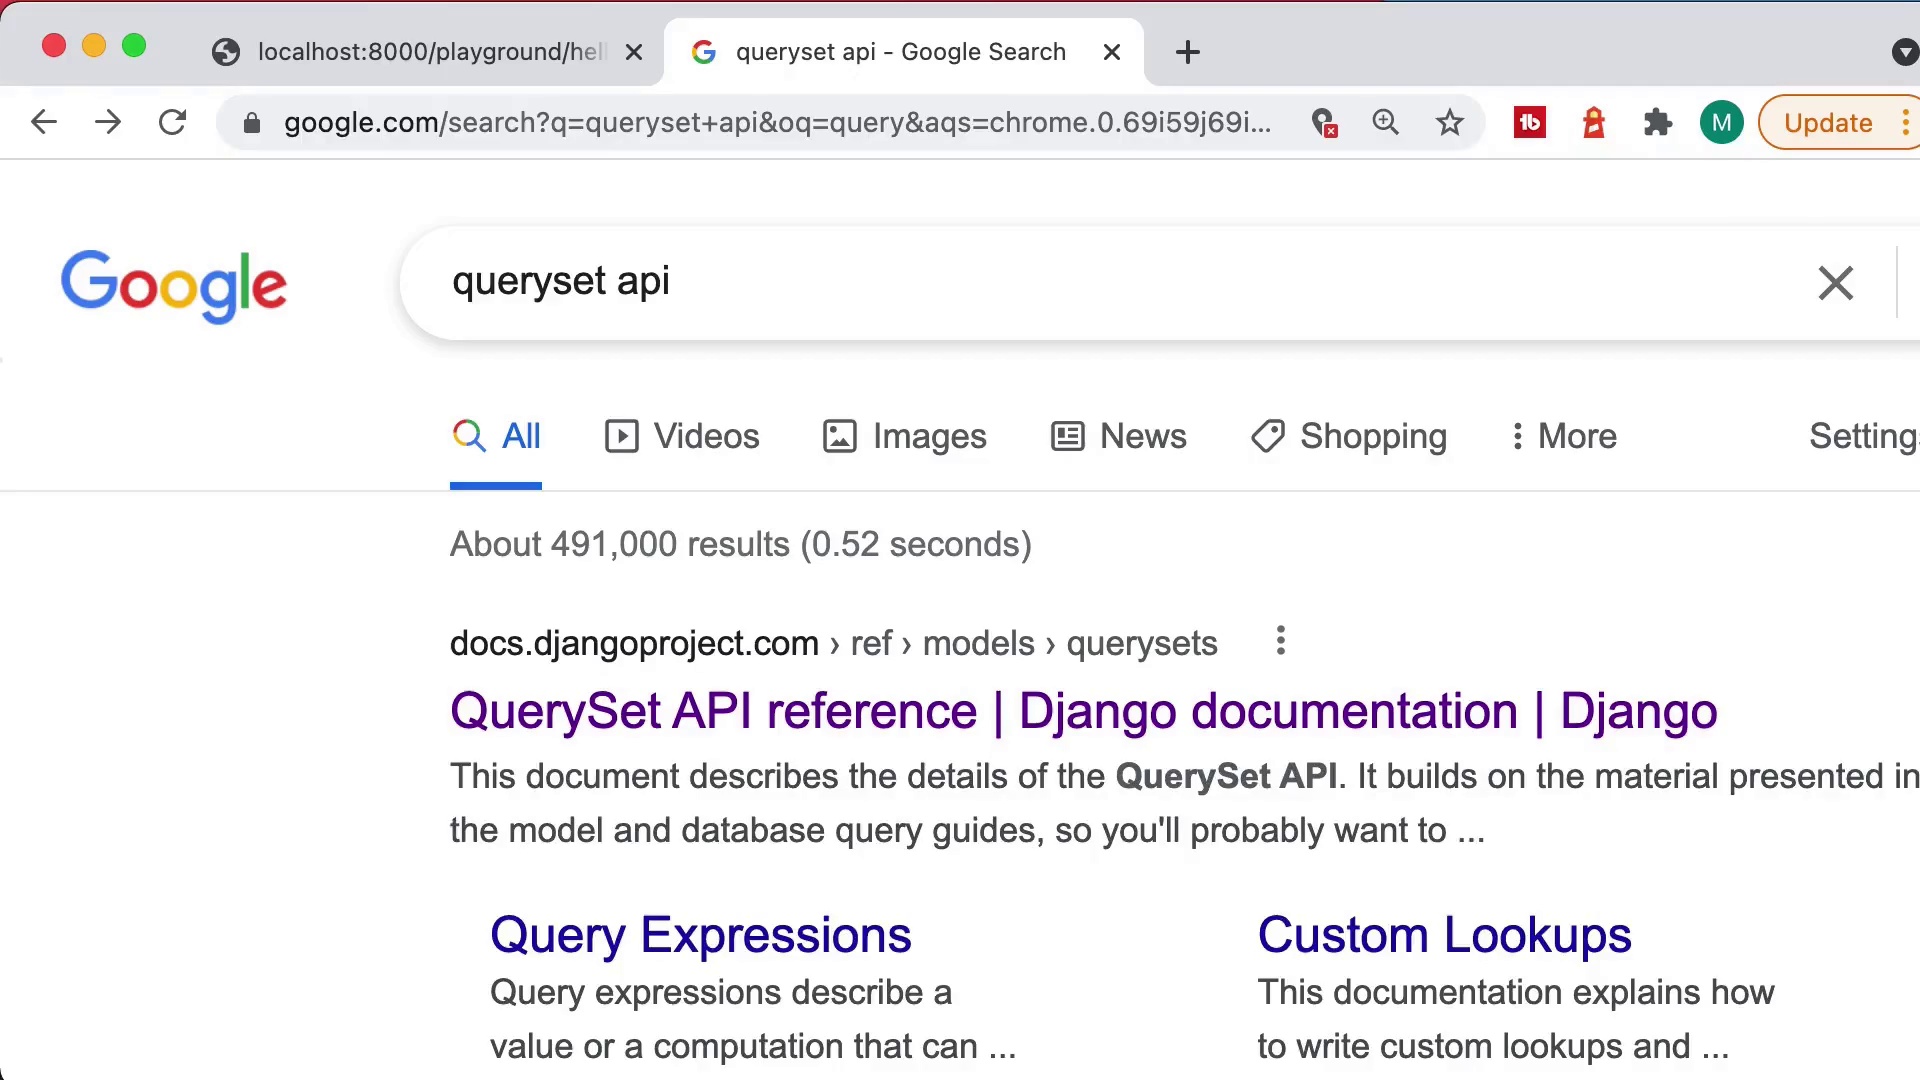 localhost:8000/playground/hell
queryset api - Google Search
google.com/search?q=queryset+api&oq=query&aqs=chrome.0.69i59j69i...
M
Update
Google
queryset api
All
Videos
Images
News
Shopping
More
Settings
About 491,000 results (0.52 seconds)
docs.djangoproject.com › ref › models › querysets
QuerySet API reference | Django documentation | Django
This document describes the details of the QuerySet API. It builds on the material presented in
the model and database query guides, so you'll probably want to ...
Query Expressions
Custom Lookups
Query expressions describe a
value or a computation that can ...
This documentation explains how
to write custom lookups and ...